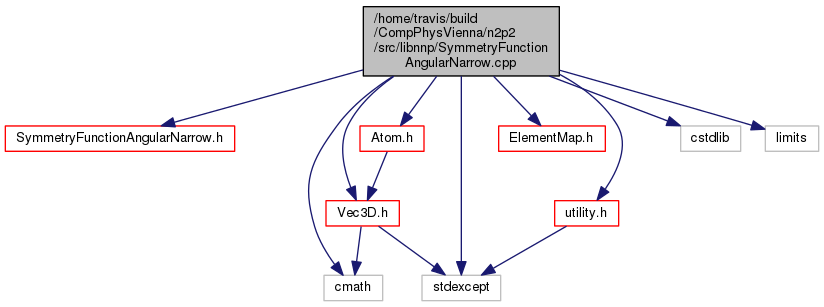 /home/travis/build
/CompPhysVienna/n2p2
/src/libnnp/SymmetryFunction
AngularNarrow.cpp
SymmetryFunctionAngularNarrow.h
Atom.h
ElementMap.h
cstdlib
limits
Vec3D.h
utility.h
cmath
stdexcept